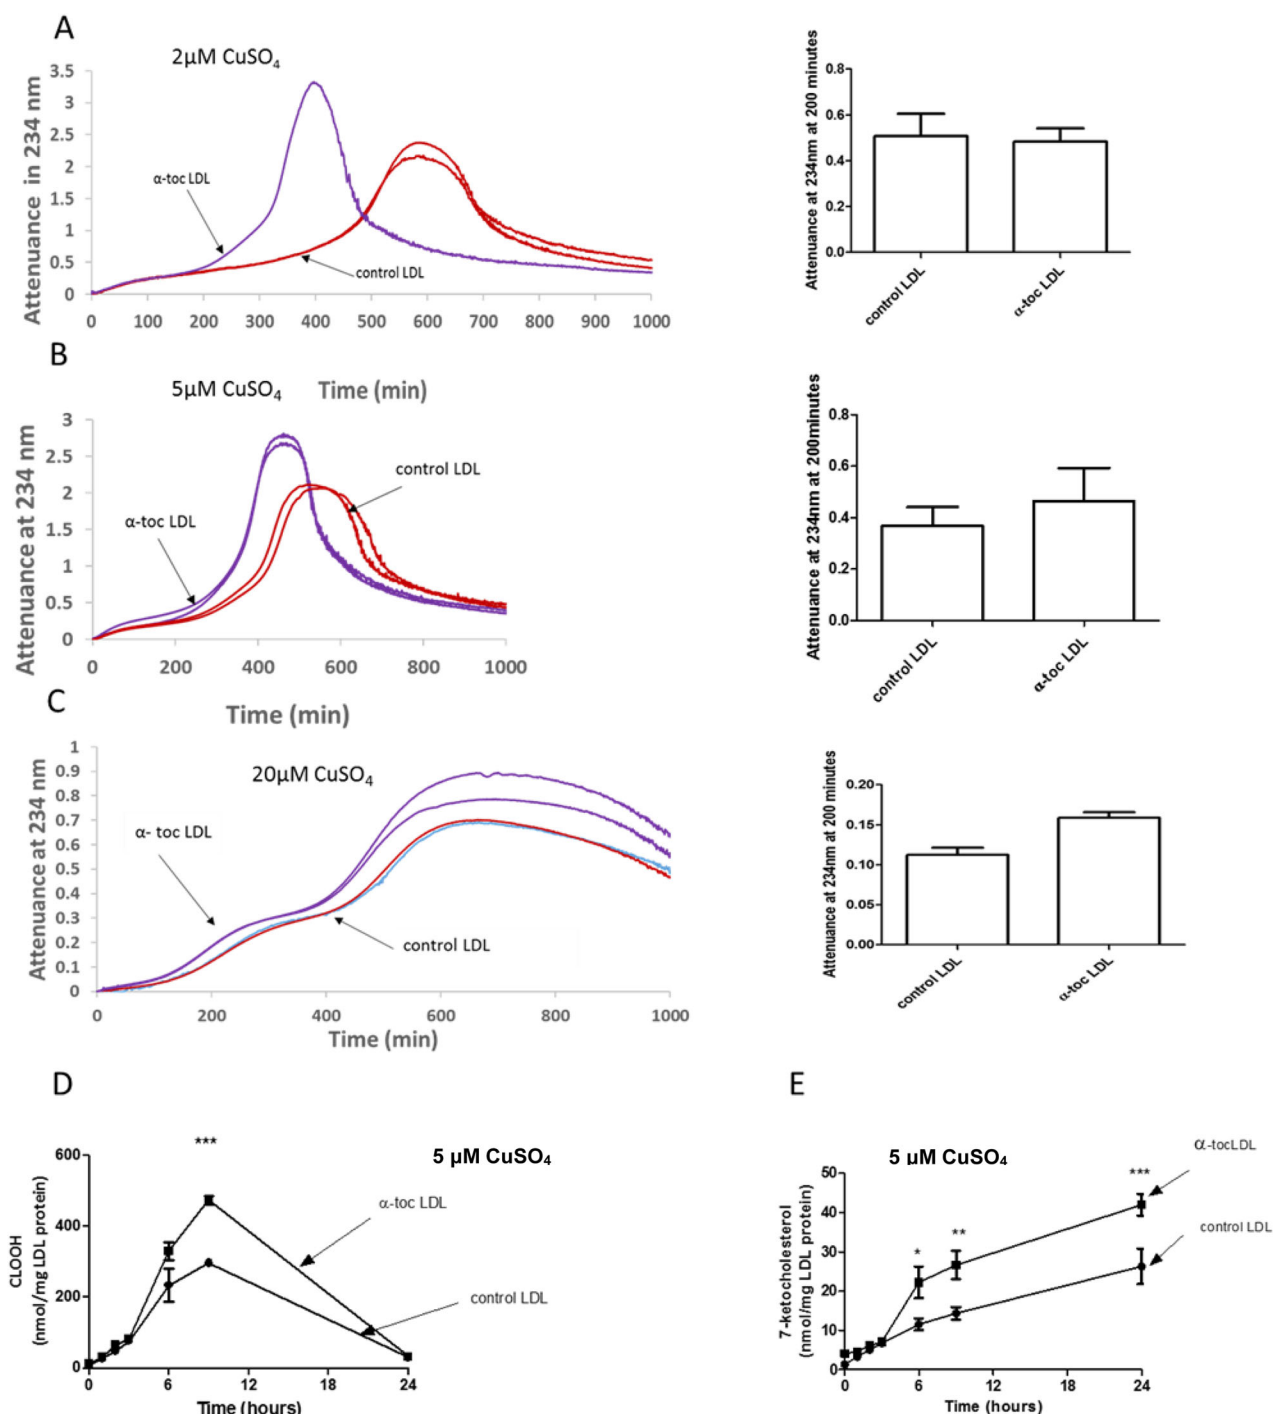 A
2µM CuSO₄
Attenuance in 234 nm
3.5
3
2.5
2
1.5
1
0.5
0
α-toc LDL
control LDL
0 100 200 300 400 500 600 700 800 900 1000
Time (min)
Attenuance at 234nm at 200 minutes
0.8
0.6
0.4
0.2
0.0
control LDL
α-toc LDL
B
5µM CuSO₄
Attenuance at 234 nm
3
2.5
2
1.5
1
0.5
0
α-toc LDL
control LDL
0 200 400 600 800 1000
Time (min)
Attenuance at 234nm at 200minutes
0.8
0.6
0.4
0.2
0.0
control LDL
α-toc LDL
C
20µM CuSO₄
Attenuance at 234 nm
1
0.9
0.8
0.7
0.6
0.5
0.4
0.3
0.2
0.1
0
α- toc LDL
control LDL
0 200 400 600 800 1000
Time (min)
Attenuance at 234nm at 200 minutes
0.20
0.15
0.10
0.05
0.00
control LDL
α-toc LDL
D
5 µM CuSO₄
CLOOH
(nmol/mg LDL protein)
600
400
200
0
***
α-toc LDL
control LDL
0 6 12 18 24
Time (hours)
E
5 µM CuSO₄
7-ketocholesterol
(nmol/mg LDL protein)
50
40
30
20
10
0
*
**
***
α-tocLDL
control LDL
0 6 12 18 24
Time (hours)